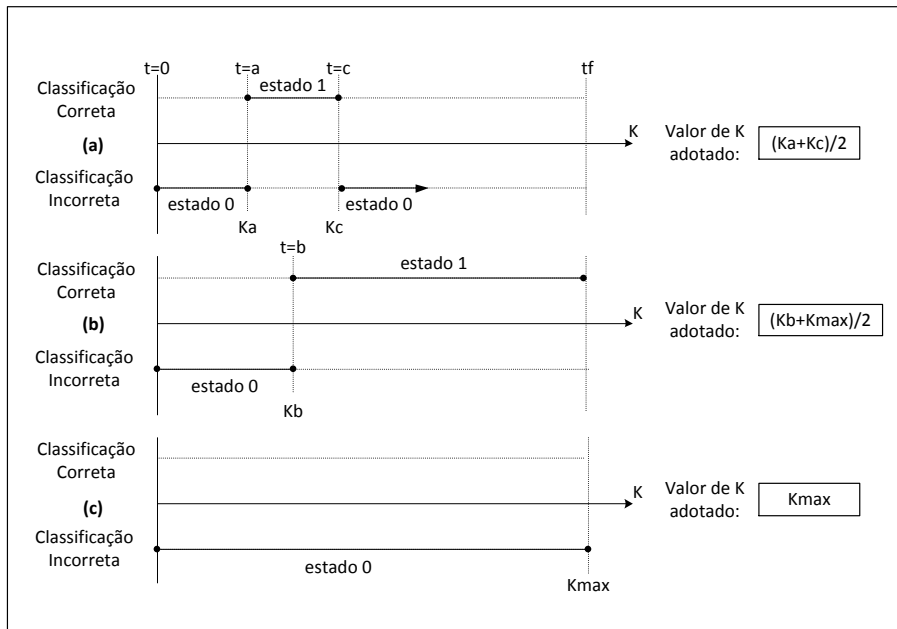 t=0 t=a t=c tf
estado 1
Classificação
Correta
(a)
K
Valor de K
adotado:
(Ka+Kc)/2
Classificação
Incorreta
estado 0 estado 0
Ka Kc
t=b
Classificação
Correta
estado 1
(b)
K
Valor de K
adotado:
(Kb+Kmax)/2
Classificação
Incorreta
estado 0
Kb
Classificação
Correta
(c)
K
Valor de K
adotado:
Kmax
Classificação
Incorreta
estado 0
Kmax